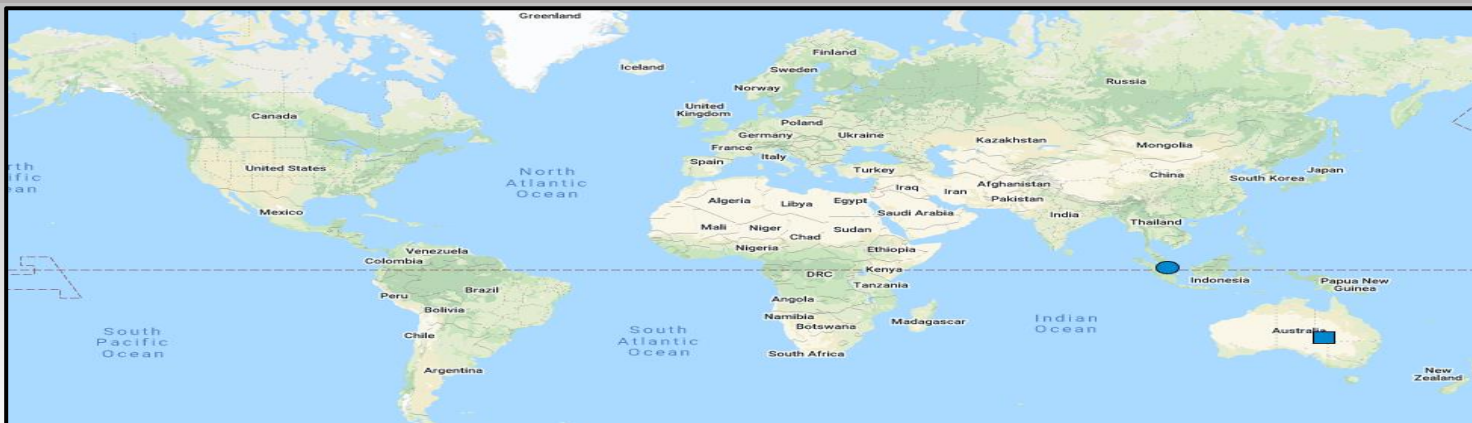 Greenland
Iceland
Finland
Sweden
Norway
Russia
United
Kingdom
Canada
Poland
Germany
Ukraine
Kazakhstan
Mongolia
France
Italy
Spain
Turkey
United States
North
Atlantic
Ocean
Japan
South Korea
China
Afghanistan
Iraq
Iran
Pakistan
Algeria
Libya
Egypt
Saudi Arabia
India
Thailand
Mexico
Mali
Niger
Chad
Sudan
Nigeria
Ethiopia
Venezuela
Colombia
DRC
Kenya
Indonesia
Papua New
Guinea
Brazil
Peru
Tanzania
Angola
Bolivia
Namibia
Botswana
Madagascar
Indian
Ocean
Australia
South
Pacific
Ocean
Chile
South
Atlantic
Ocean
South Africa
Argentina
New
Zealand